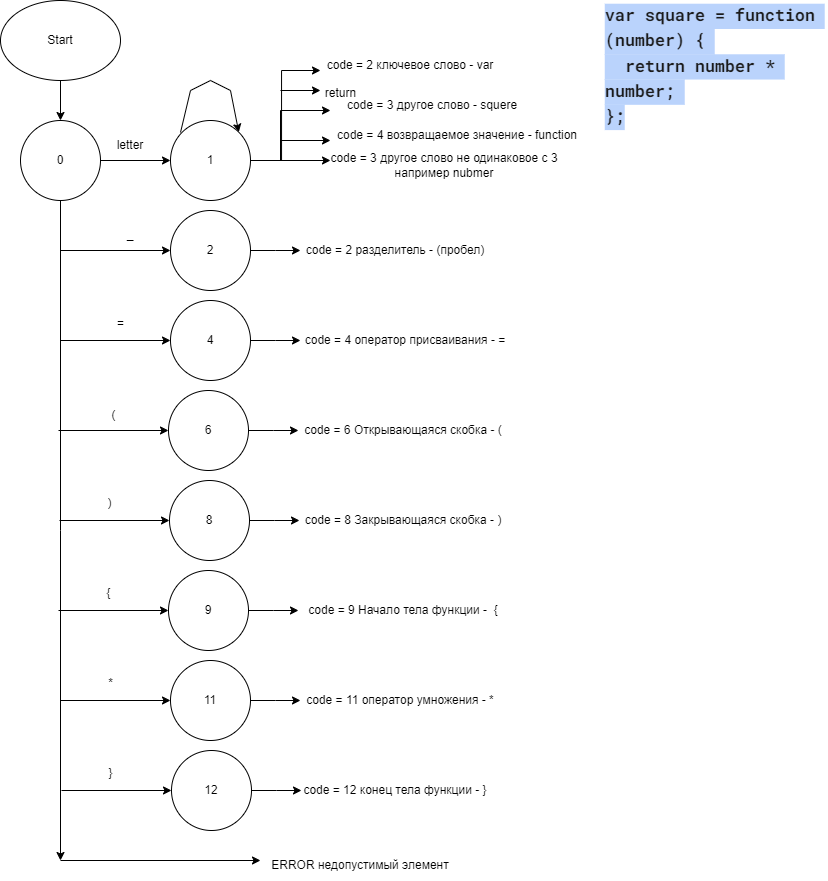 Start
var square = function
(number) {
return number *
number;
};
code = 2 ключевое слово - var
return
code = 3 другое слово - squere
letter
0
1
code = 4 возвращаемое значение - function
code = 3 другое слово не одинаковое с 3
например nubmer
_
2
code = 2 разделитель - (пробел)
=
4
code = 4 оператор присваивания - =
(
6
code = 6 Открывающаяся скобка - (
)
8
code = 8 Закрывающаяся скобка - )
{
9
code = 9 Начало тела функции - {
*
11
code = 11 оператор умножения - *
}
12
code = 12 конец тела функции - }
ERROR недопустимый элемент